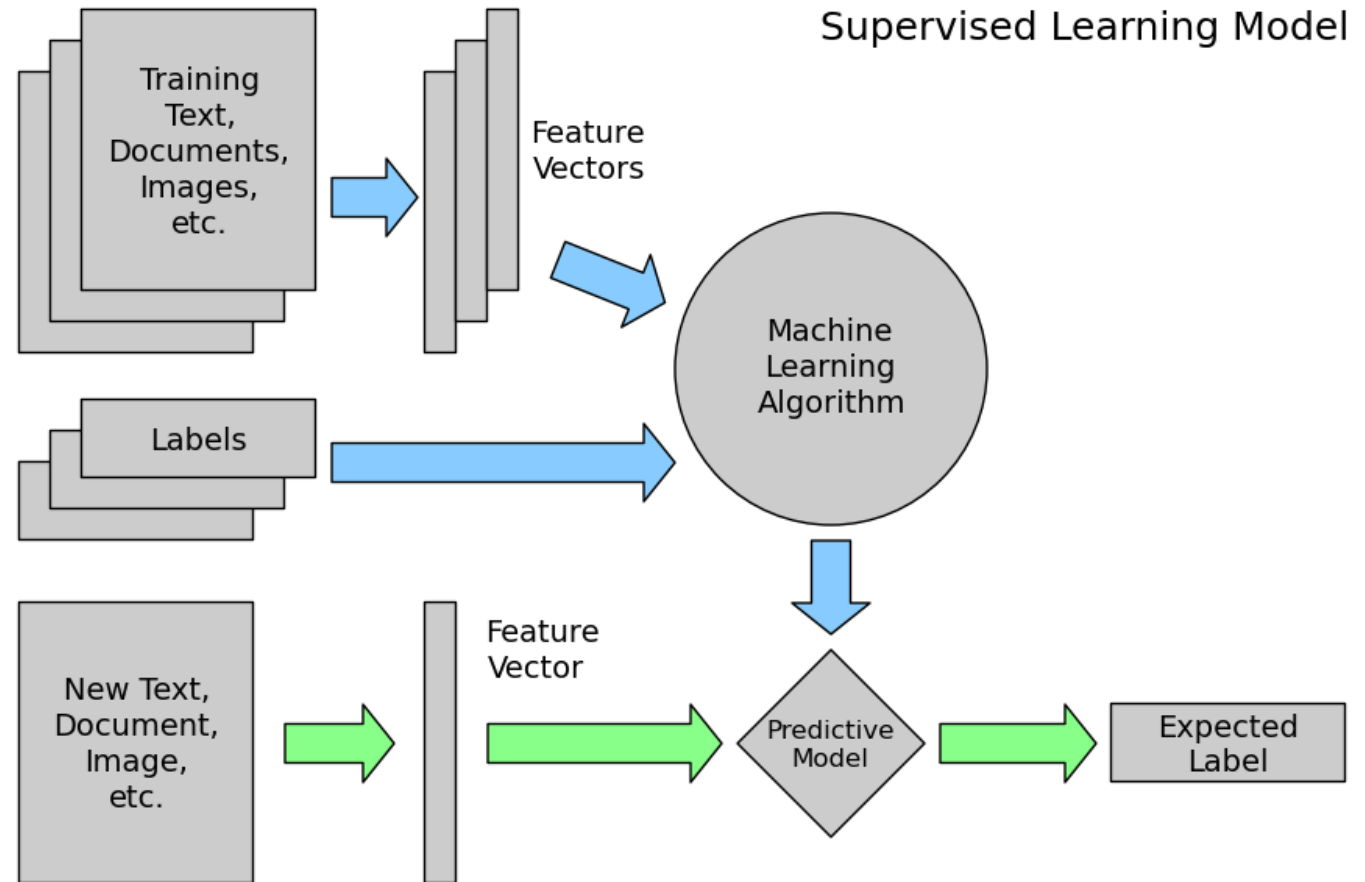 Supervised Learning Model
Training
Text,
Documents,
Images,
etc.
Feature
Vectors
Machine
Learning
Algorithm
Labels
New Text,
Document,
Image,
etc.
Feature
Vector
Predictive
Model
Expected
Label